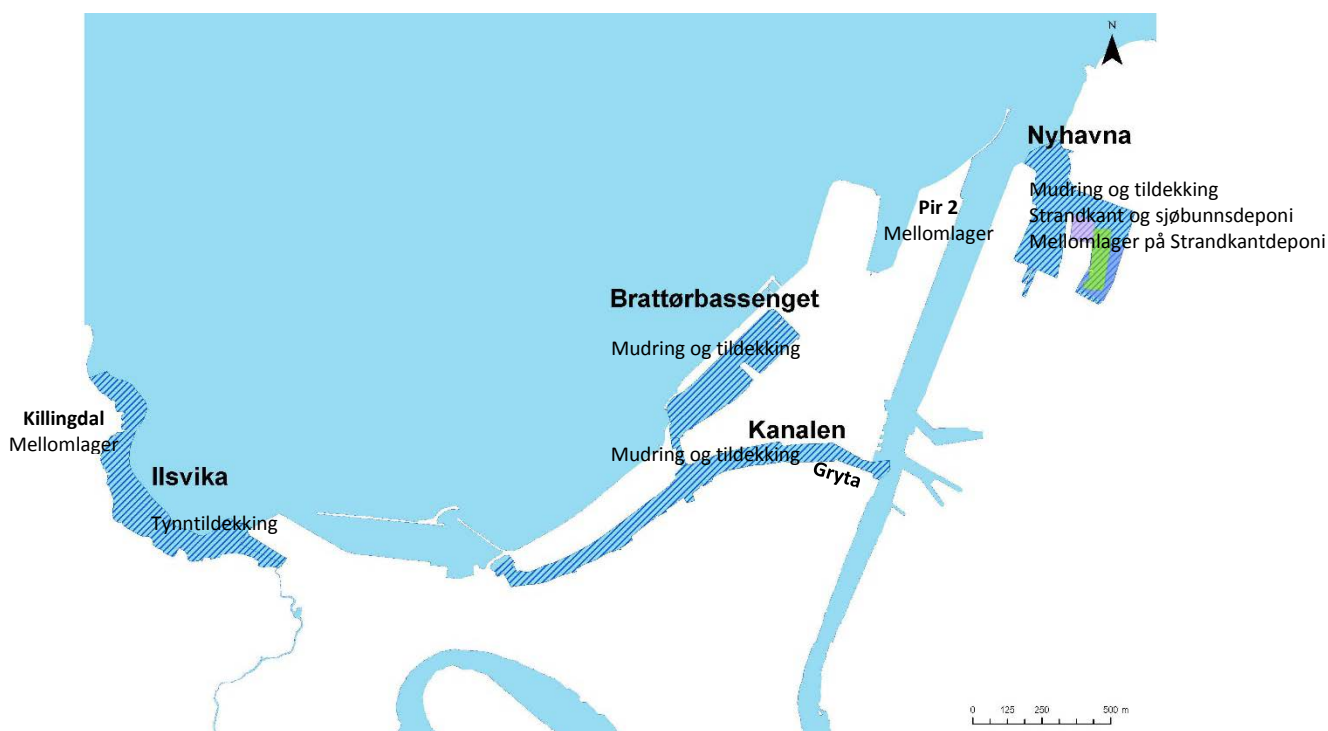 N
Nyhavna
Mudring og tildekking
Strandkant og sjøbunnsdeponi
Mellomlager på Strandkantdeponi
Pir 2
Mellomlager
Brattørbassenget
Mudring og tildekking
Kanalen
Mudring og tildekking
Gryta
Killingdal
Mellomlager
Ilsvika
Tynntildekking
0 125 250 500 m